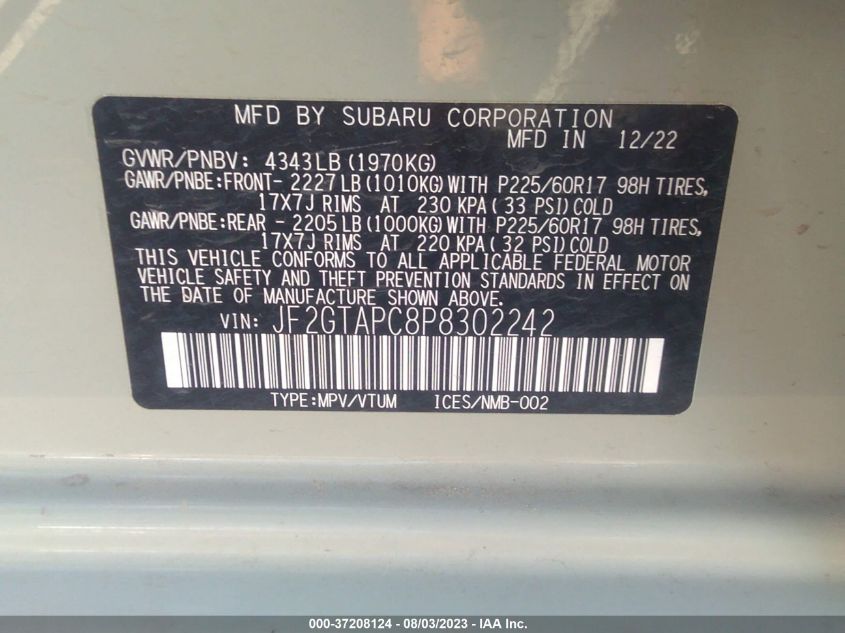 MFD BY SUBARU CORPORATION
MFD IN 12/22
GVWR/PNBV: 4343LB (1970KG)
GAWR/PNBE:FRONT- 2227LB (1010KG) WITH P225/60R17 98H TIRES,
17X7J RIMS AT 230 KPA ( 33 PSI) COLD
GAWR/PNBE:REAR - 2205LB (1000KG) WITH P225/60R17 98H TIRES,
17X7J RIMS AT 220 KPA ( 32 PSI) COLD
THIS VEHICLE CONFORMS TO ALL APPLICABLE FEDERAL MOTOR
VEHICLE SAFETY AND THEFT PREVENTION STANDARDS IN EFFECT ON
THE DATE OF MANUFACTURE SHOWN ABOVE.
VIN: JF2GTAPC8P8302242
TYPE:MPV/VTUM ICES/NMB-002
000-37208124 - 08/03/2023 - IAA Inc.